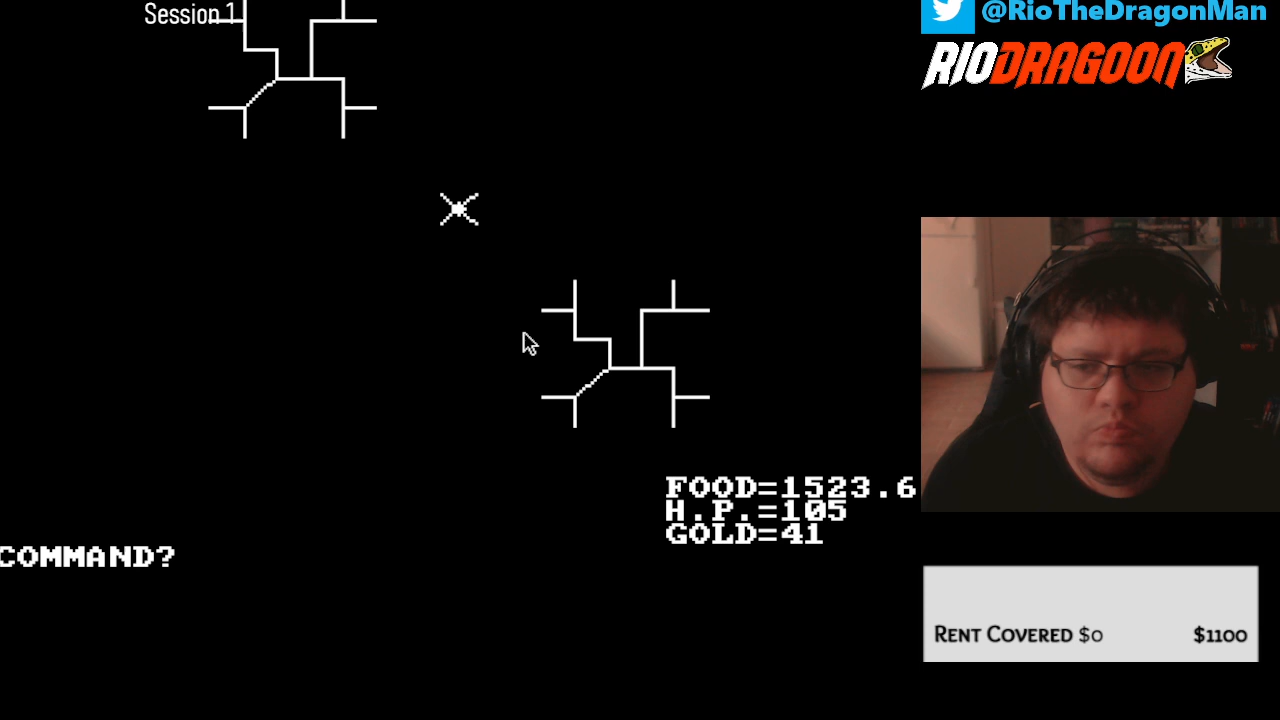 Session 1
@RioTheDragonMan
RIODRAGOON
FOOD=1523.6
H.P.=105
GOLD=41
COMMAND?
RENT COVERED $0 $1100